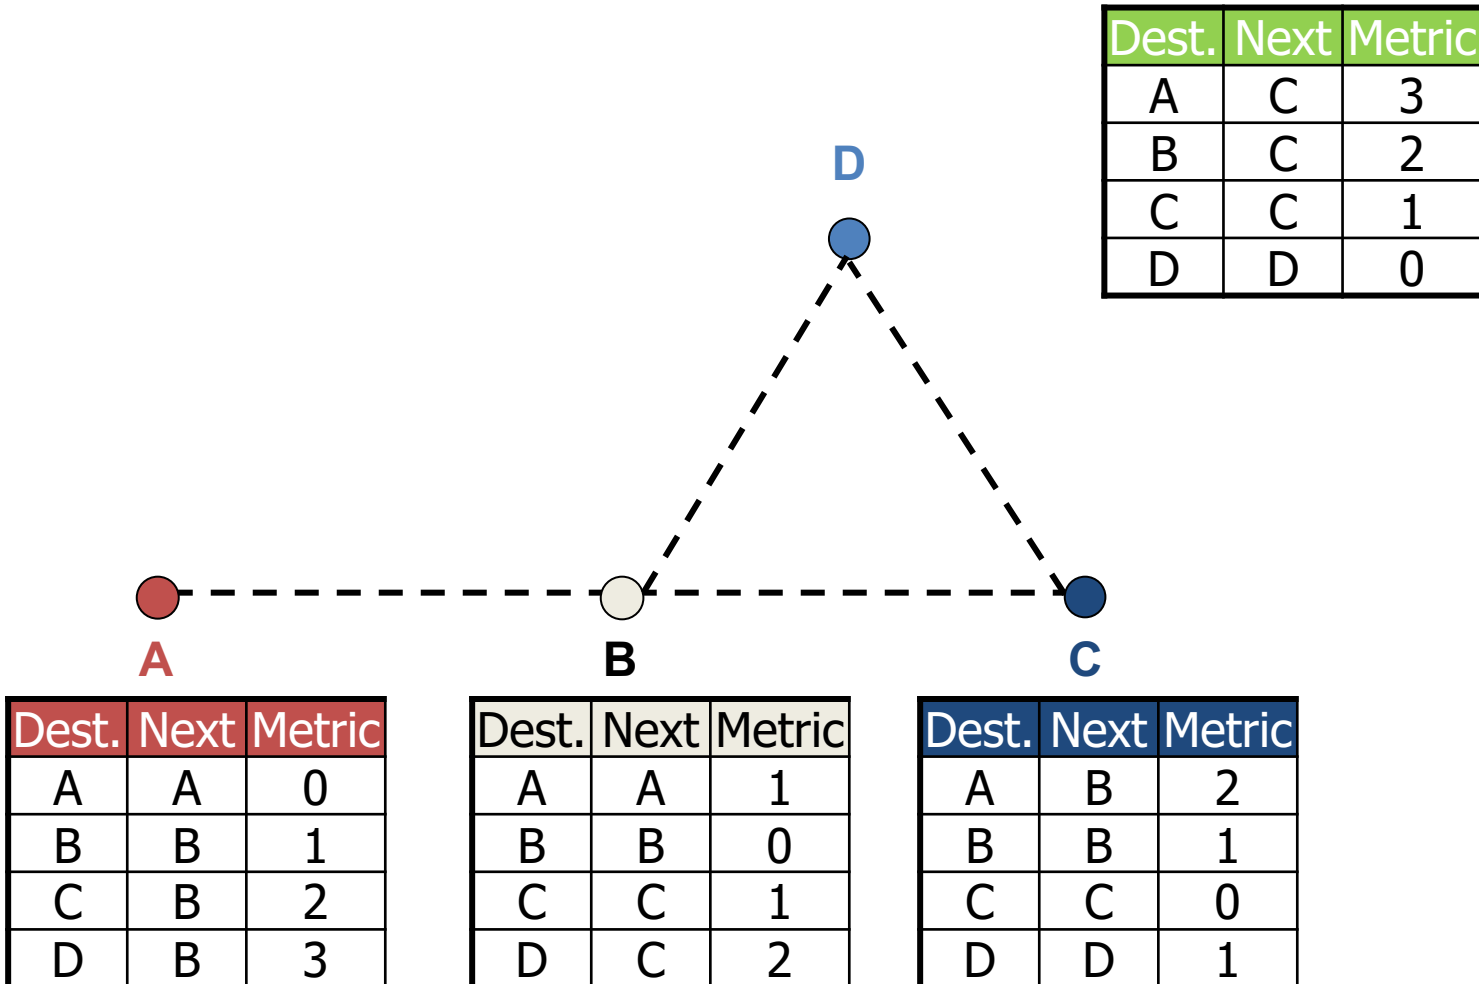 Dest. Next Metric
A C 3
B C 2
C C 1
D D 0
D
A
B
C
Dest. Next Metric
A A 0
B B 1
C B 2
D B 3
Dest. Next Metric
A A 1
B B 0
C C 1
D C 2
Dest. Next Metric
A B 2
B B 1
C C 0
D D 1